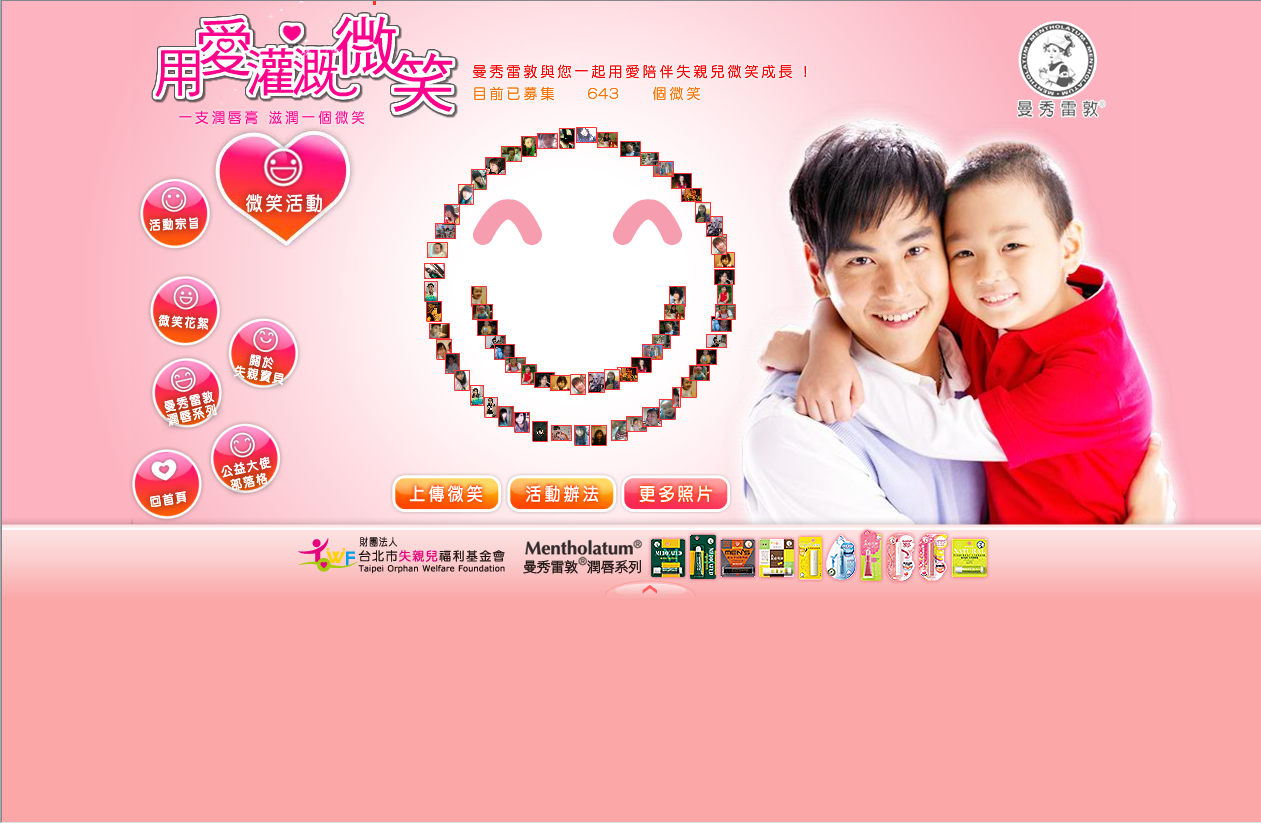 用愛灌溉微笑
一支潤唇膏 滋潤一個微笑
曼秀雷敦與您一起用愛陪伴失親兒微笑成長！
目前已募集 643 個微笑
MENTHOLATUM
曼秀雷敦®
微笑活動
活動宗旨
微笑花絮
關於
失親寶貝
曼秀雷敦
潤唇系列
公益大使
部落格
回首頁
上傳微笑
活動辦法
更多照片
財團法人
台北市失親兒福利基金會
Taipei Orphan Welfare Foundation
Mentholatum®
曼秀雷敦®潤唇系列
MEN'S
NATURAL